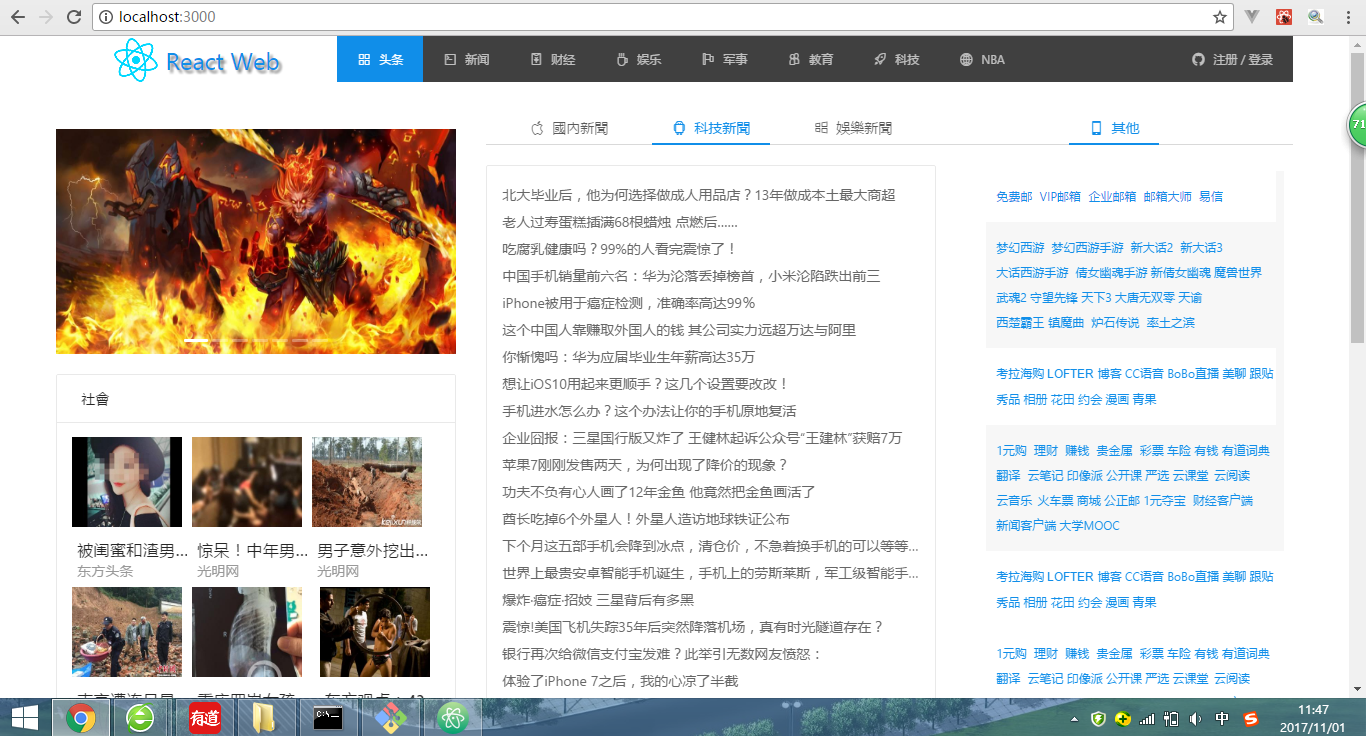 localhost:3000
React Web
头条 新闻 财经 娱乐 军事 教育 科技 NBA 注册 / 登录
國内新闆 科技新聞 娛樂新聞 其他
社會
被闺蜜和渣男... 惊呆！中年男... 男子意外挖出...
东方头条 光明网 光明网
北大毕业后，他为何选择做成人用品店？13年做成本土最大商超
老人过寿蛋糕插满68根蜡烛 点燃后......
吃腐乳健康吗？99%的人看完震惊了！
中国手机销量前六名：华为沦落丢掉榜首，小米沦陷跌出前三
iPhone被用于癌症检测，准确率高达99%
这个中国人靠赚取外国人的钱 其公司实力远超万达与阿里
你惭愧吗：华为应届毕业生年薪高达35万
想让iOS10用起来更顺手？这几个设置要改改！
手机进水怎么办？这个办法让你的手机原地复活
企业囧报：三星国行版又炸了 王健林起诉公众号“王建林”获赔7万
苹果7刚刚发售两天，为何出现了降价的现象？
功夫不负有心人画了12年金鱼 他竟然把金鱼画活了
酋长吃掉6个外星人！外星人造访地球铁证公布
下个月这五部手机会降到冰点，清仓价，不急着换手机的可以等等...
世界上最贵安卓智能手机诞生，手机上的劳斯莱斯，军工级智能手...
爆炸·癌症·招妓 三星背后有多黑
震惊!美国飞机失踪35年后突然降落机场，真有时光隧道存在？
银行再次给微信支付宝发难？此举引无数网友愤怒：
体验了iPhone 7之后，我的心凉了半截
免费邮 VIP邮箱 企业邮箱 邮箱大师 易信
梦幻西游 梦幻西游手游 新大话2 新大话3
大话西游手游 倩女幽魂手游 新倩女幽魂 魔兽世界
武魂2 守望先锋 天下3 大唐无双零 天谕
西楚霸王 镇魔曲 炉石传说 率土之滨
考拉海购 LOFTER 博客 CC语音 BoBo直播 美聊 跟贴
秀品 相册 花田 约会 漫画 青果
1元购 理财 赚钱 贵金属 彩票 车险 有钱 有道词典
翻译 云笔记 印像派 公开课 严选 云课堂 云阅读
云音乐 火车票 商城 公正邮 1元夺宝 财经客户端
新闻客户端 大学MOOC
考拉海购 LOFTER 博客 CC语音 BoBo直播 美聊 跟贴
秀品 相册 花田 约会 漫画 青果
1元购 理财 赚钱 贵金属 彩票 车险 有钱 有道词典
翻译 云笔记 印像派 公开课 严选 云课堂 云阅读
71
有道
中
11:47
2017/11/01